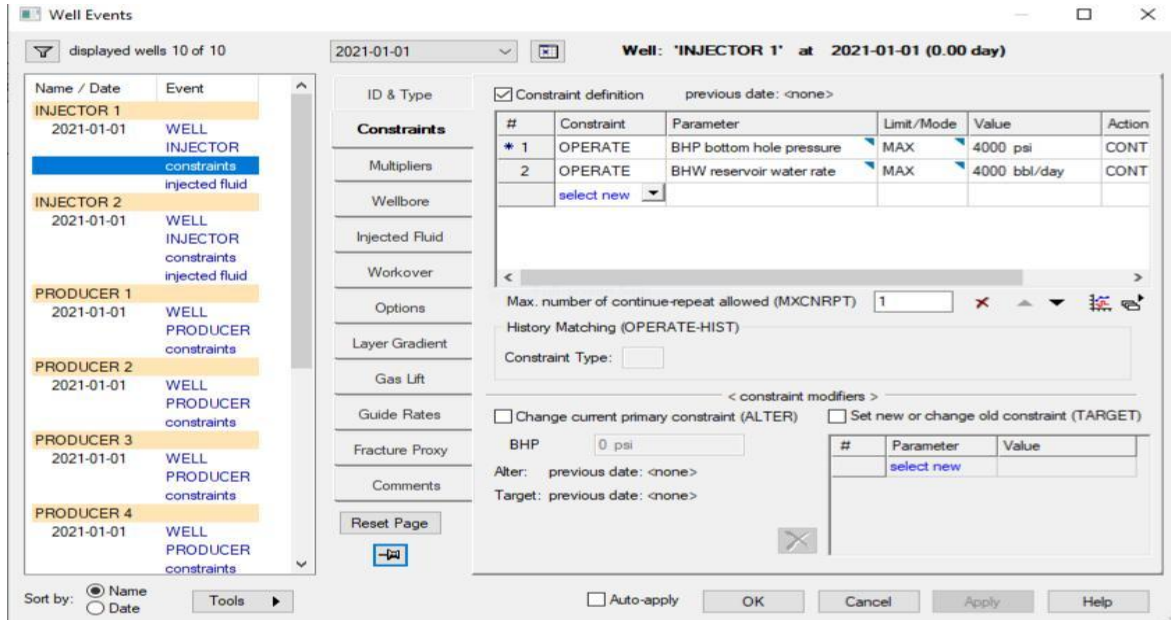 Well Events
displayed wells 10 of 10
2021-01-01
Well: 'INJECTOR 1' at 2021-01-01 (0.00 day)
Name / Date Event
INJECTOR 1
2021-01-01 WELL
INJECTOR
constraints
injected fluid
INJECTOR 2
2021-01-01 WELL
INJECTOR
constraints
injected fluid
PRODUCER 1
2021-01-01 WELL
PRODUCER
constraints
PRODUCER 2
2021-01-01 WELL
PRODUCER
constraints
PRODUCER 3
2021-01-01 WELL
PRODUCER
constraints
PRODUCER 4
2021-01-01 WELL
PRODUCER
constraints
Sort by: Name
Date
Tools
ID & Type
Constraints
Multipliers
Wellbore
Injected Fluid
Workover
Options
Layer Gradient
Gas Lift
Guide Rates
Fracture Proxy
Comments
Reset Page
Constraint definition previous date: <none>
# Constraint Parameter Limit/Mode Value Action
* 1 OPERATE BHP bottom hole pressure MAX 4000 psi CONT
2 OPERATE BHW reservoir water rate MAX 4000 bbl/day CONT
select new
Max. number of continue-repeat allowed (MXCNRPT) 1
History Matching (OPERATE-HIST)
Constraint Type:
< constraint modifiers >
Change current primary constraint (ALTER)
BHP 0 psi
Alter: previous date: <none>
Target: previous date: <none>
Set new or change old constraint (TARGET)
# Parameter Value
select new
Auto-apply OK Cancel Apply Help